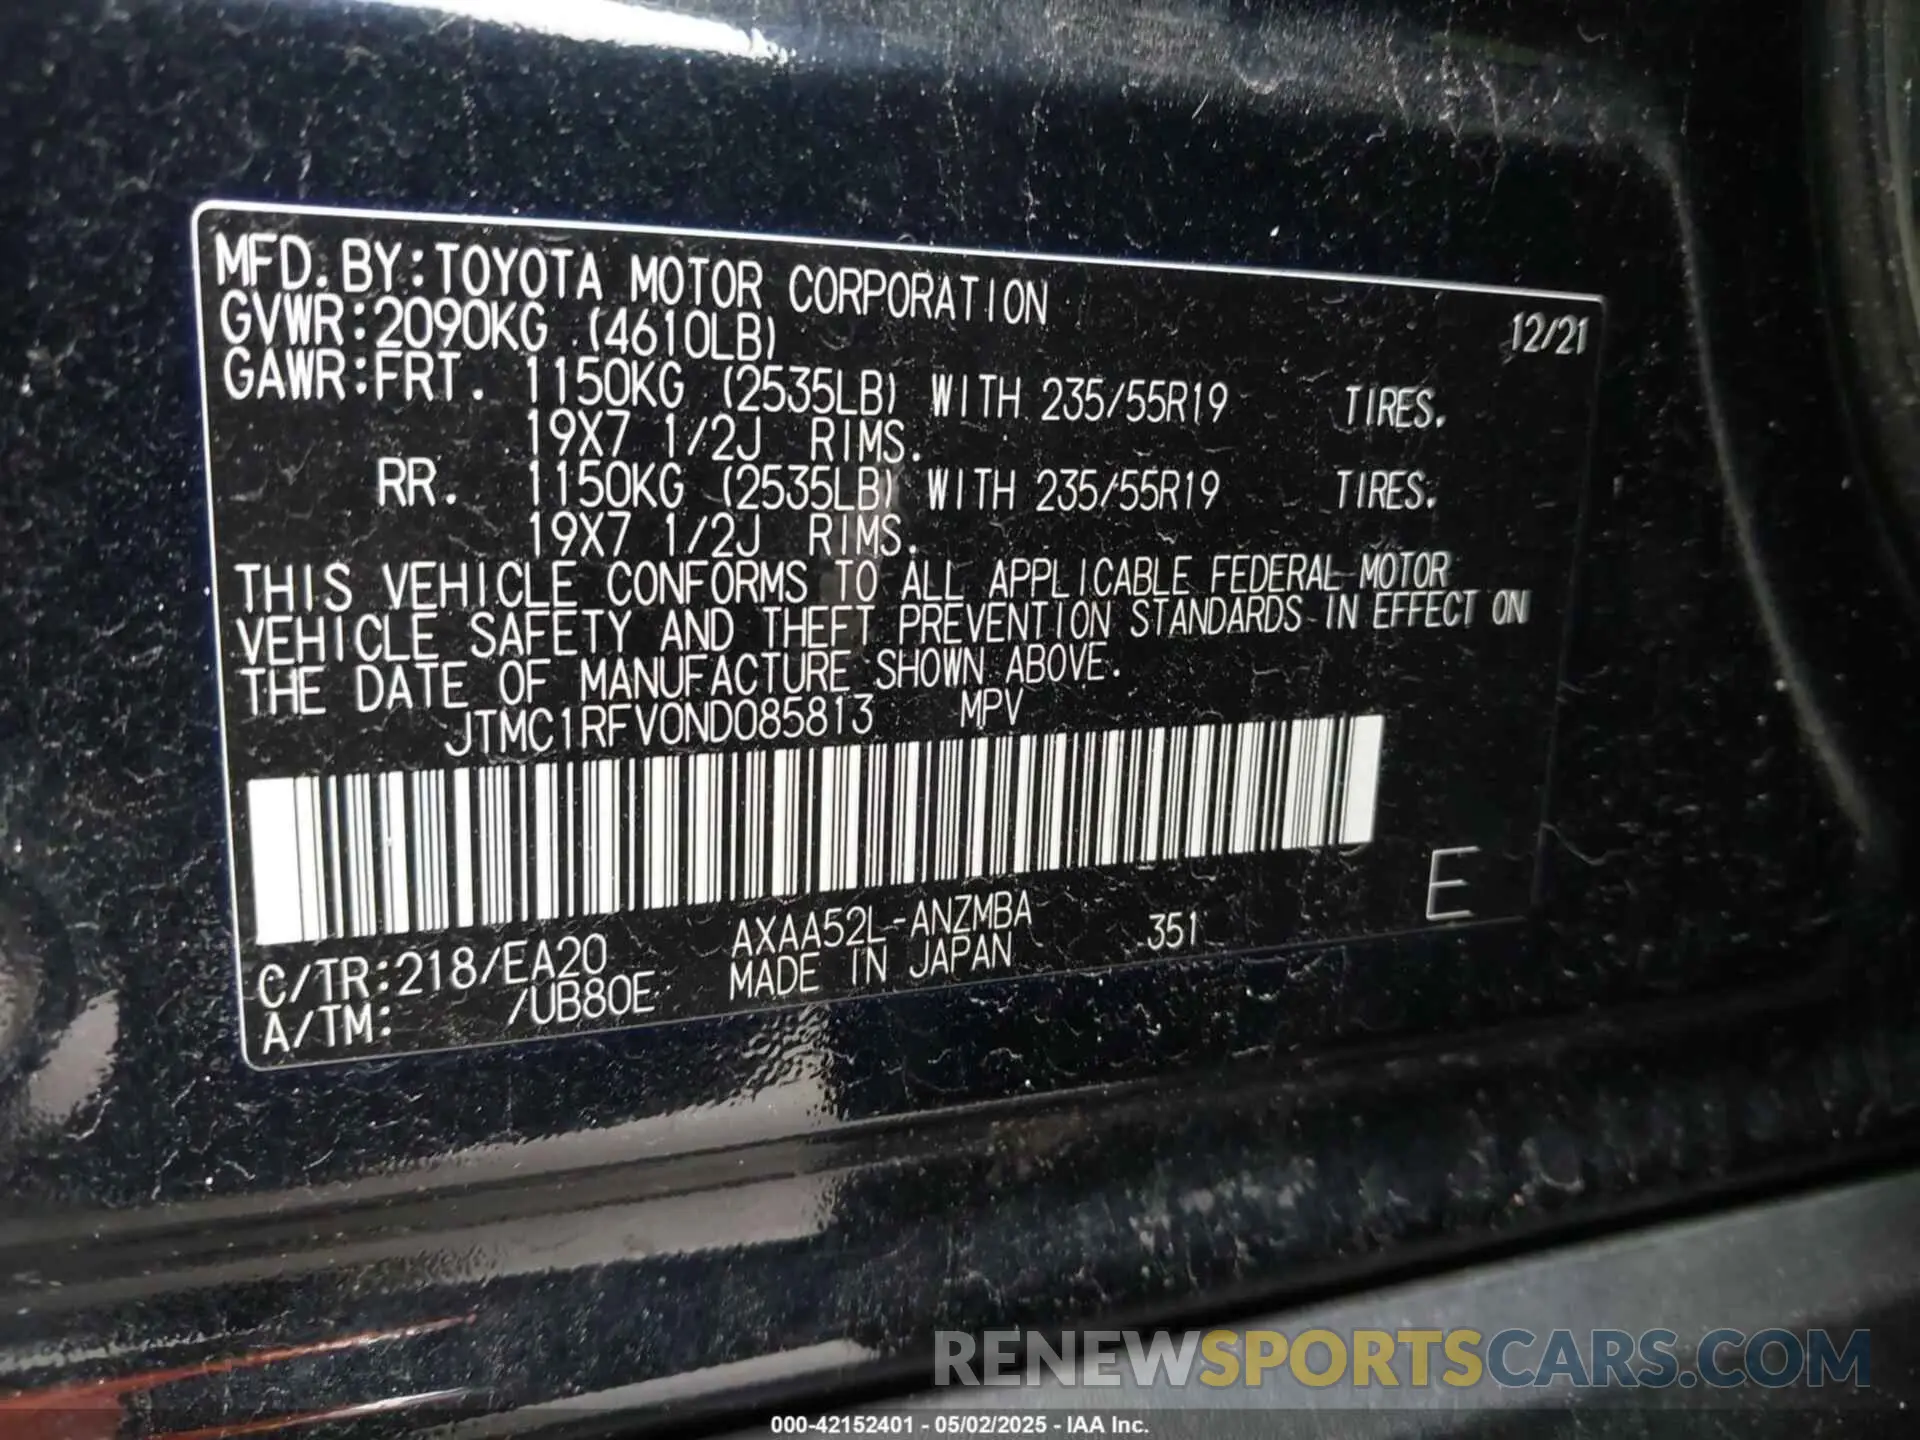 MFD. BY:TOYOTA MOTOR CORPORATION
12/21
GVWR:2090KG (4610LB)
GAWR:FRT. 1150KG (2535LB) WITH 235/55R19 TIRES.
19X7 1/2J RIMS.
RR. 1150KG (2535LB) WITH 235/55R19 TIRES.
19X7 1/2J RIMS.
THIS VEHICLE CONFORMS TO ALL APPLICABLE FEDERAL MOTOR
VEHICLE SAFETY AND THEFT PREVENTION STANDARDS IN EFFECT ON
THE DATE OF MANUFACTURE SHOWN ABOVE.
JTMC1RFV0ND085813 MPV
E
C/TR:218/EA20 AXAA52L-ANZMBA 351
A/TM: /UB80E MADE IN JAPAN
RENEWSPORTSCARS.COM
000-42152401 - 05/02/2025 - IAA Inc.